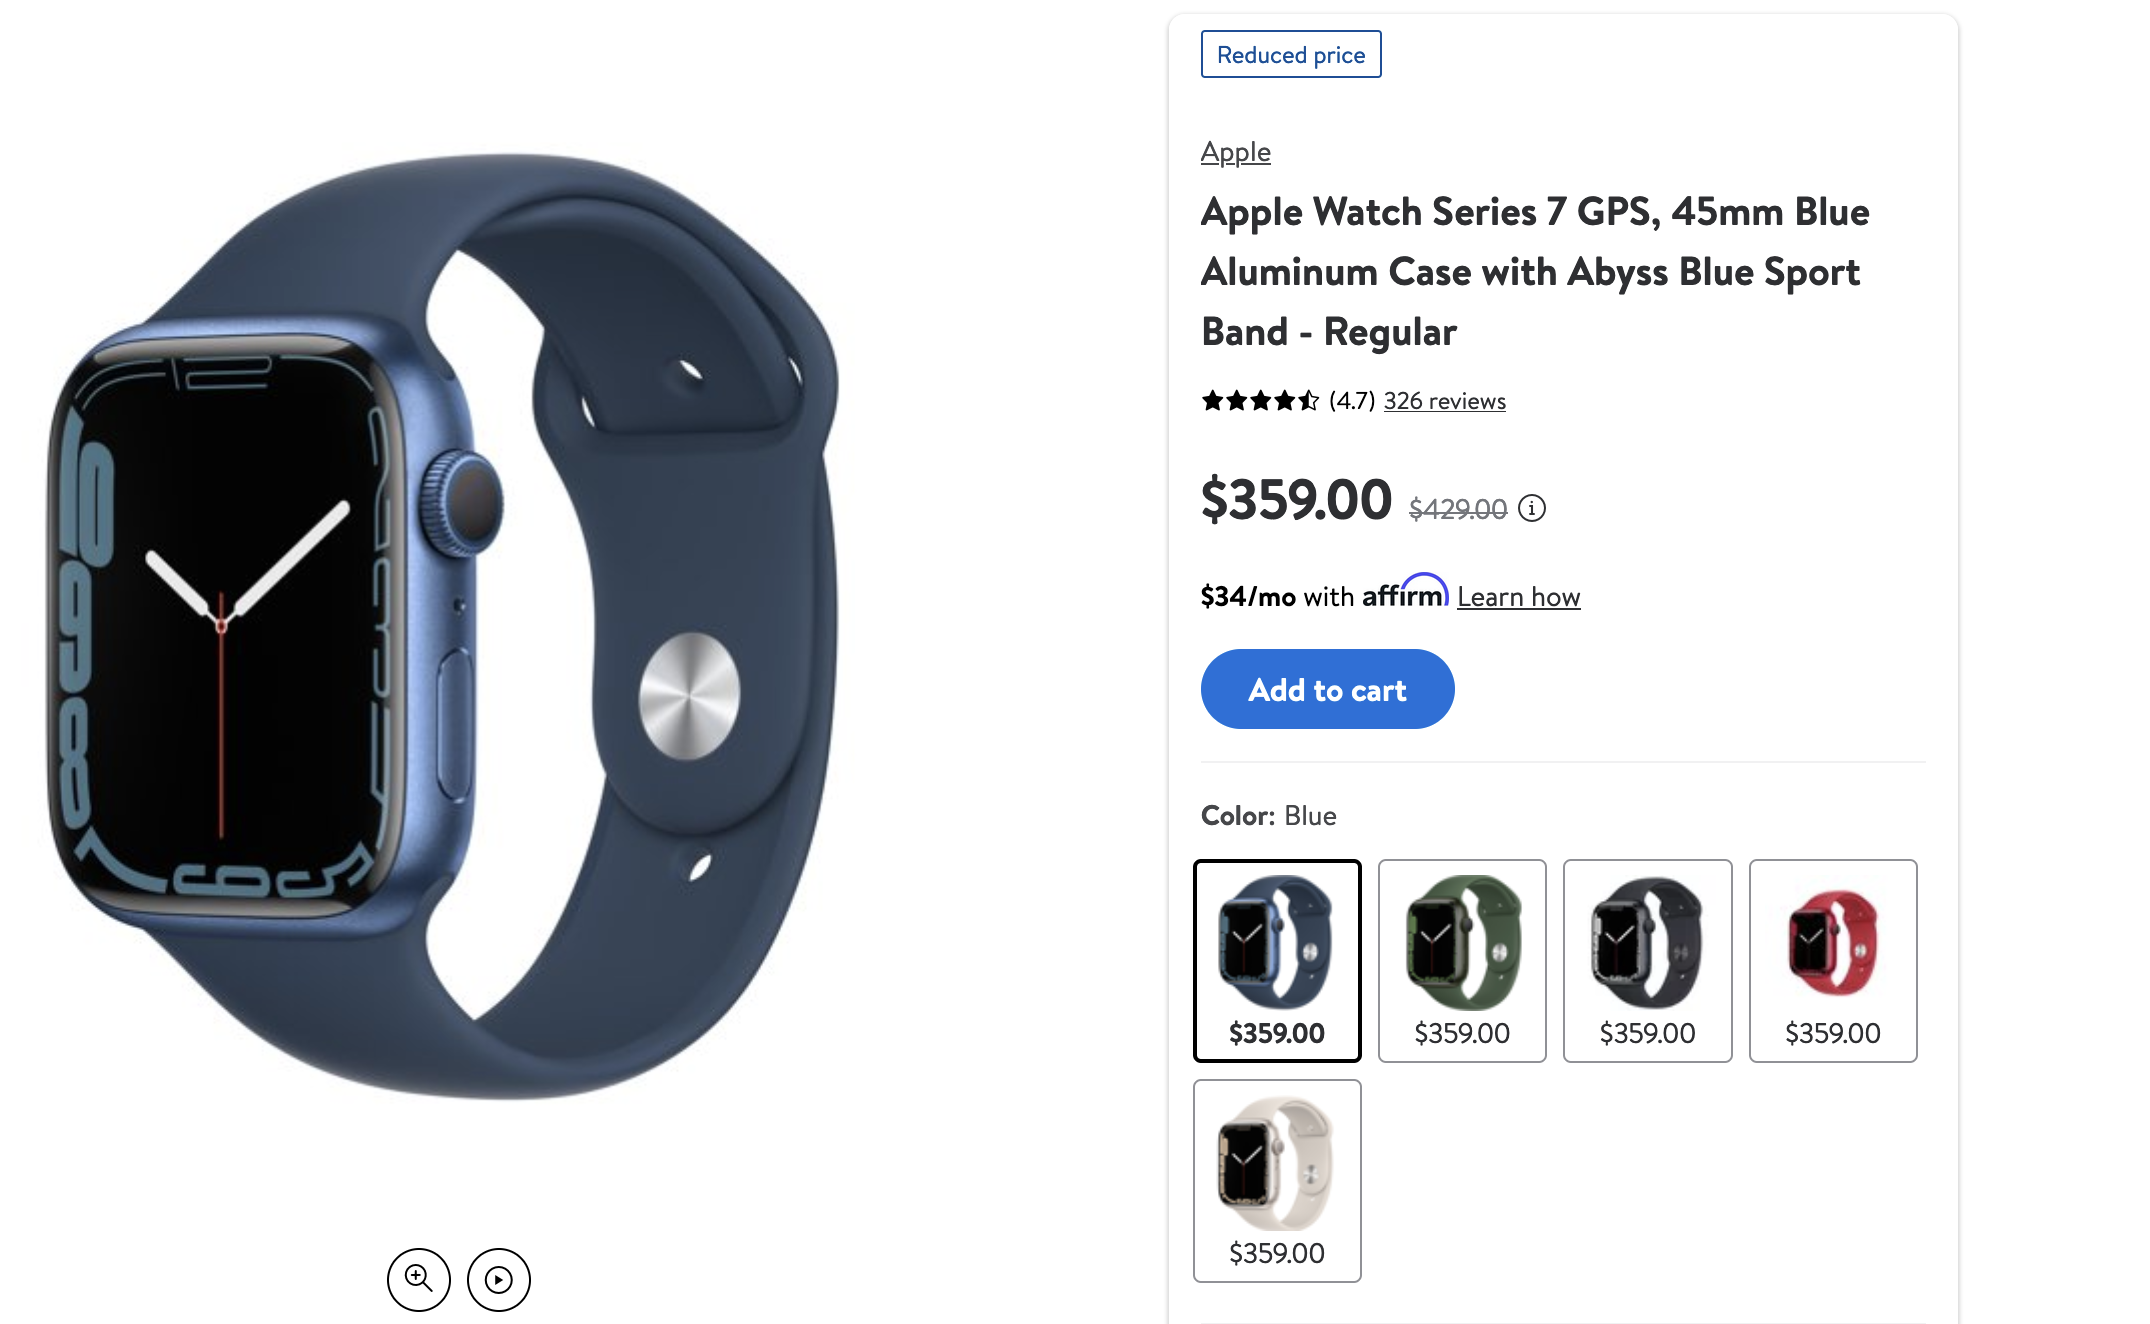 Reduced price
Apple
Apple Watch Series 7 GPS, 45mm Blue
Aluminum Case with Abyss Blue Sport
Band - Regular
(4.7) 326 reviews
$359.00 $429.00
$34/mo with affirm Learn how
Add to cart
Color: Blue
$359.00 $359.00 $359.00 $359.00
$359.00